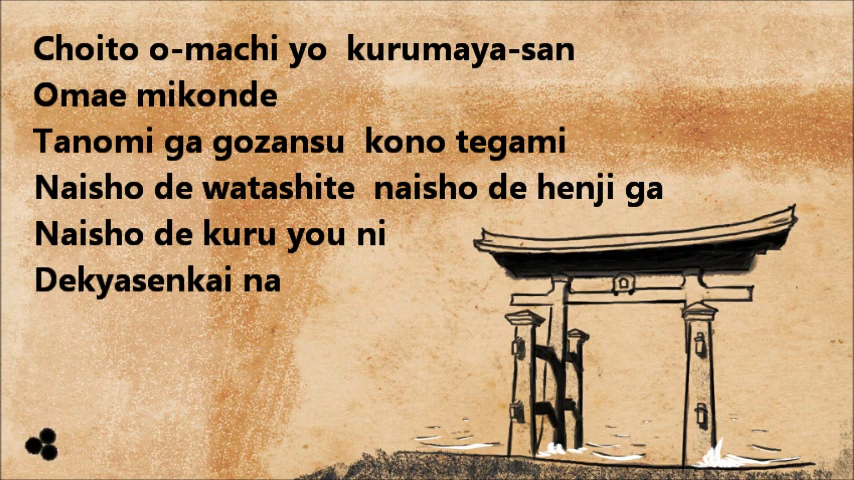 Choito o-machi yo  kurumaya-san
Omae mikonde
Tanomi ga gozansu  kono tegami
Naisho de watashite  naisho de henji ga
Naisho de kuru you ni
Dekyasenkai na